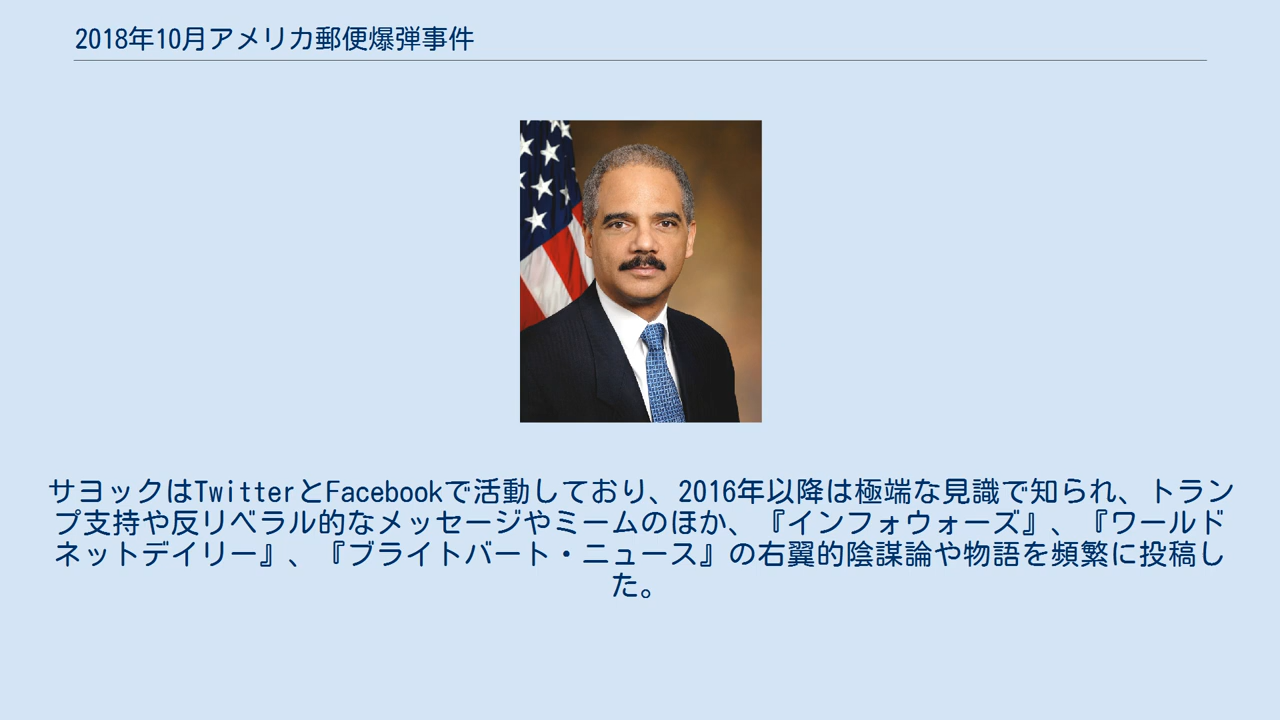 2018年10月アメリカ郵便爆弾事件
サヨックはTwitterとFacebookで活動しており、2016年以降は極端な見識で知られ、トラン
プ支持や反リベラル的なメッセージやミームのほか、『インフォウォーズ』、『ワールド
ネットデイリー』、『ブライトバート・ニュース』の右翼的陰謀論や物語を頻繁に投稿し
た。